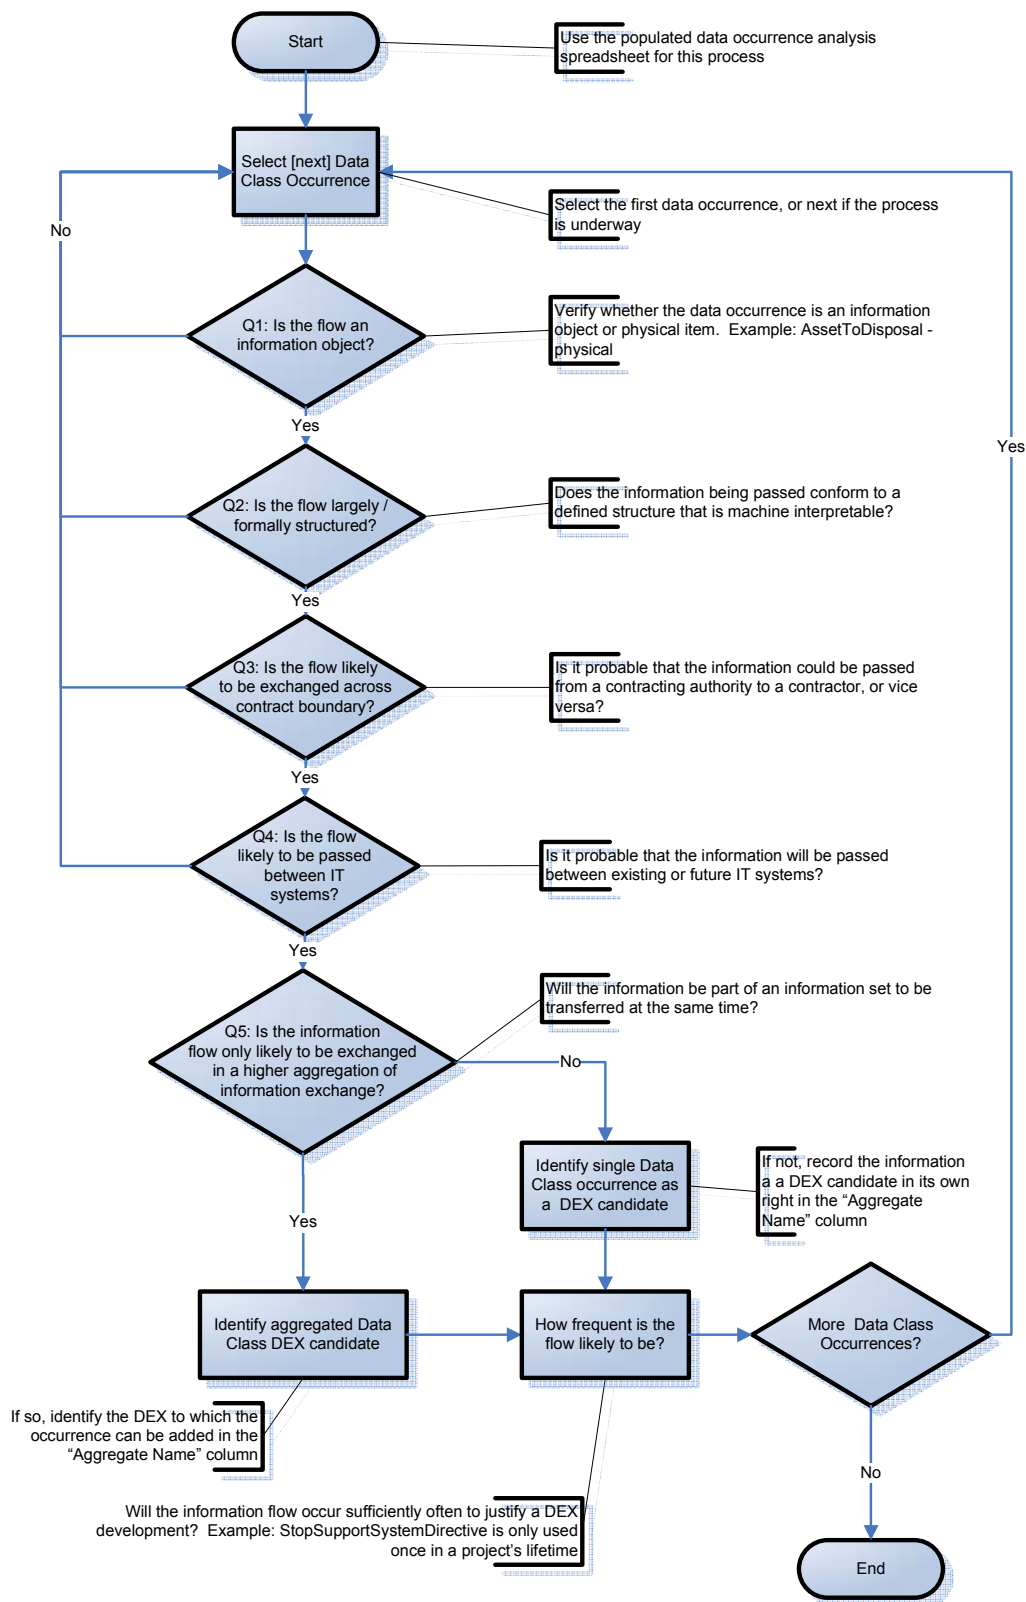 Start
Use the populated data occurrence analysis
spreadsheet for this process
Select [next] Data
Class Occurrence
Select the first data occurrence, or next if the process
is underway
No
Q1: Is the flow an
information object?
Verify whether the data occurrence is an information
object or physical item.  Example: AssetToDisposal -
physical
Yes
Yes
Q2: Is the flow largely /
formally structured?
Does the information being passed conform to a
defined structure that is machine interpretable?
Yes
Q3: Is the flow likely
to be exchanged across
contract boundary?
Is it probable that the information could be passed
from a contracting authority to a contractor, or vice
versa?
Yes
Q4: Is the flow
likely to be passed
between IT
systems?
Is it probable that the information will be passed
between existing or future IT systems?
Yes
Q5: Is the information
flow only likely to be exchanged
in a higher aggregation of
information exchange?
Will the information be part of an information set to be
transferred at the same time?
No
Identify single Data
Class occurrence as
a  DEX candidate
If not, record the information
a a DEX candidate in its own
right in the “Aggregate
Name” column
Yes
Identify aggregated Data
Class DEX candidate
How frequent is the
flow likely to be?
More  Data Class
Occurrences?
If so, identify the DEX to which the
occurrence can be added in the
“Aggregate Name” column
No
Will the information flow occur sufficiently often to justify a DEX
development?  Example: StopSupportSystemDirective is only used
once in a project’s lifetime
End